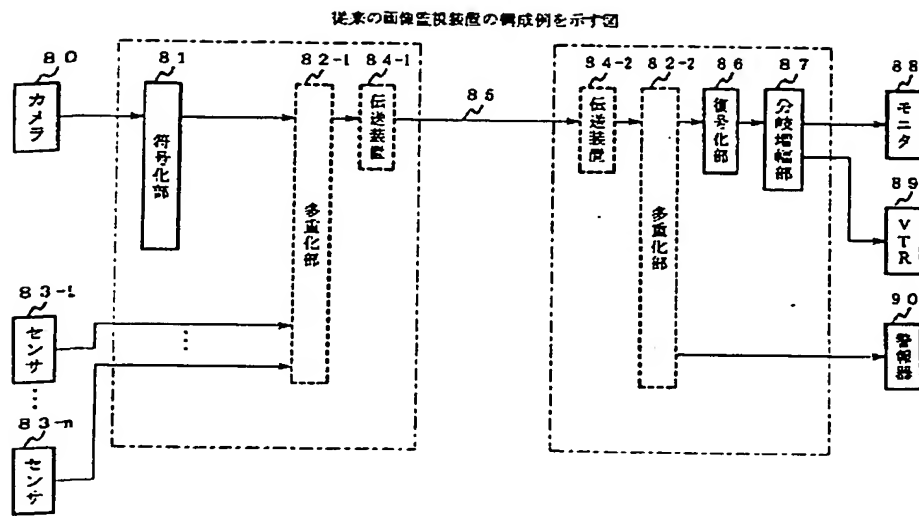 従来の画像監視装置の構成例を示す図
80
カメラ
81
符号化部
82-1
多重化部
84-1
伝送装置
85
84-2
伝送装置
82-2
多重化部
86
復号化部
87
分岐増幅部
88
モニタ
89
VTR
90
警報器
83-1
センサ
83-n
センサ